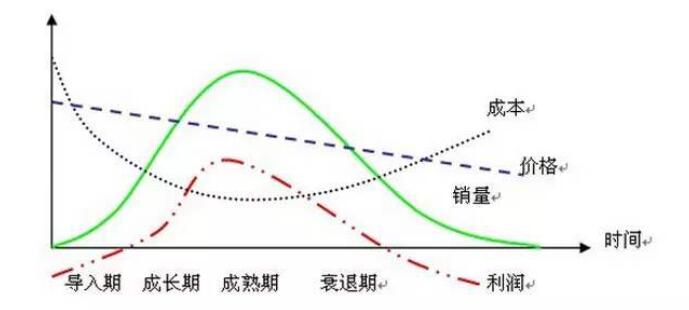 成本
价格
销量
时间
导入期 成长期 成熟期 衰退期 利润